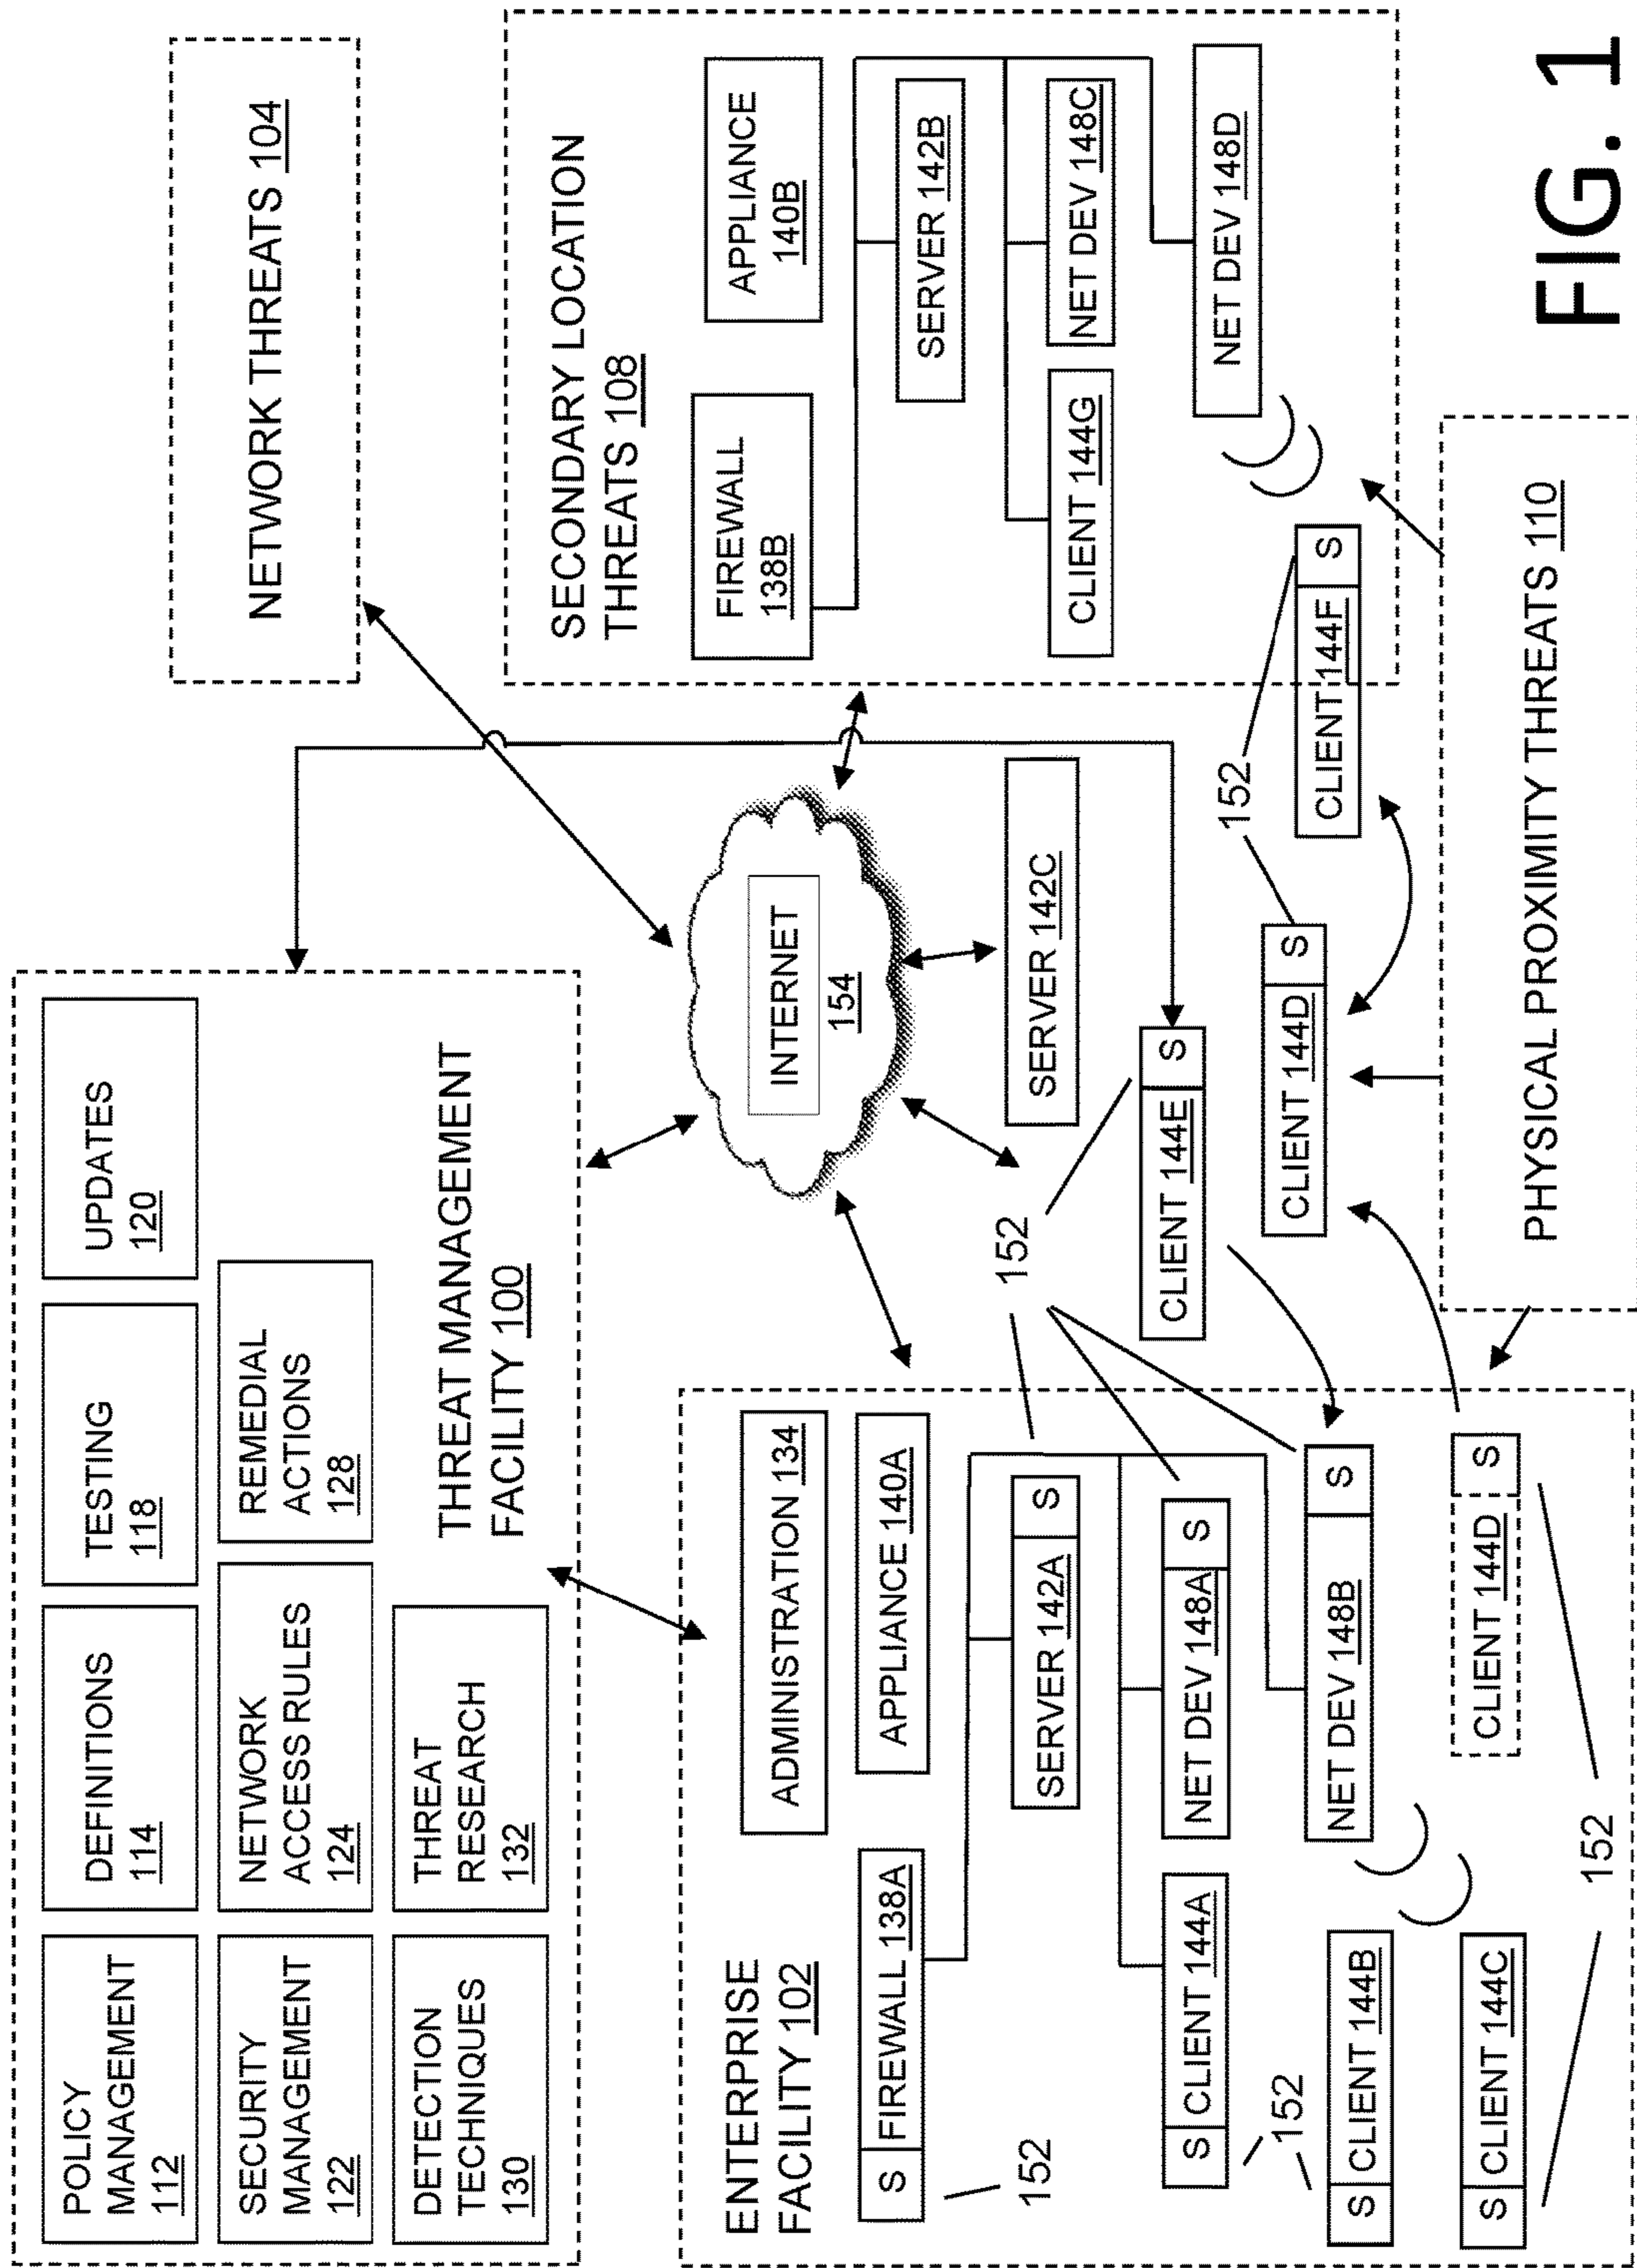 POLICY
MANAGEMENT
112
DEFINITIONS
114
TESTING
118
UPDATES
120
SECURITY
MANAGEMENT
122
NETWORK
ACCESS RULES
124
REMEDIAL
ACTIONS
128
DETECTION
TECHNIQUES
130
THREAT
RESEARCH
132
THREAT MANAGEMENT
FACILITY 100
NETWORK THREATS 104
INTERNET
154
SERVER 142C
ENTERPRISE
FACILITY 102
ADMINISTRATION 134
S FIREWALL 138A
APPLIANCE 140A
152
SERVER 142A S
152
S CLIENT 144A
NET DEV 148A S
152
S CLIENT 144B
NET DEV 148B S
S CLIENT 144C
CLIENT 144D S
152
CLIENT 144E S
CLIENT 144D S
152
CLIENT 144F S
SECONDARY LOCATION
THREATS 108
FIREWALL
138B
APPLIANCE
140B
SERVER 142B
CLIENT 144G
NET DEV 148C
NET DEV 148D
PHYSICAL PROXIMITY THREATS 110
FIG. 1